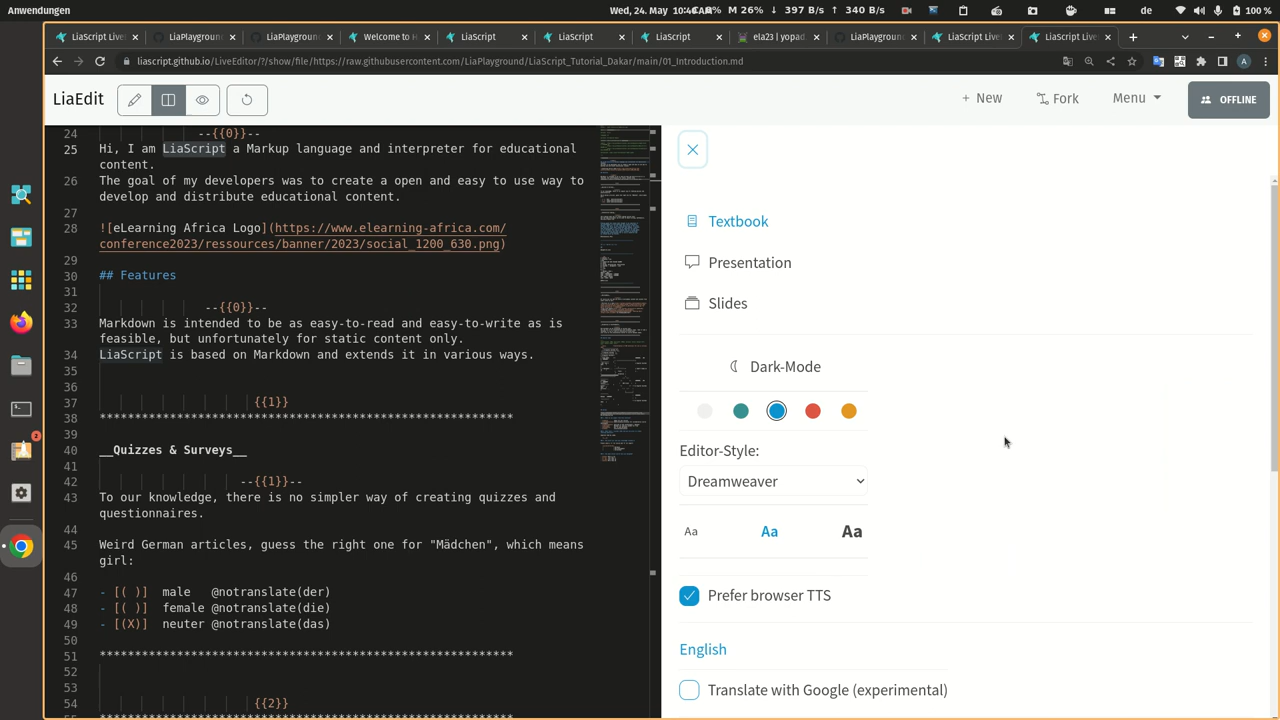 Anwendungen
Wed, 24. May 10:
M 26% ↓ 397 B/s ↑ 340 B/s
de
100 %
LiaScript Live
LiaPlayground
LiaPlayground
Welcome to H
LiaScript
LiaScript
LiaScript
ela23 | yopad
LiaPlayground
LiaScript Live
LiaScript Live
liascript.github.io/LiveEditor/?/show/file/https://raw.githubusercontent.com/LiaPlayground/LiaScript_Tutorial_Dakar/main/01_Introduction.md
A
LiaEdit
+ New
Fork
Menu
OFFLINE
24 --{{0}}--
25 Hi, I am LiaScript a Markup language and interpreter for educational
content.
26 The goal of my developers was to create an open and easy to use way to
develop and distribute educational content.
27
28 ![eLearning Africa Logo](https://www.elearning-africa.com/
conference2023/ressources/banner/2023/social_1200_630.png)
29
30 ## Features
31
32 --{{0}}--
33 Markdown is intended to be as easy-to-read and easy-to-write as is
feasible, but unfortunately for static content only.
34 LiaScript is based on Markdown and extends it in various ways.
35
36
37 {{1}}
38 **********************************************************
39
40 __Quizzes & Surveys__
41
42 --{{1}}--
43 To our knowledge, there is no simpler way of creating quizzes and
questionnaires.
44
45 Weird German articles, guess the right one for "Mädchen", which means
girl:
46
47 - [( )] male @notranslate(der)
48 - [( )] female @notranslate(die)
49 - [(X)] neuter @notranslate(das)
50
51 **********************************************************
52
53
54 {{2}}
Textbook
Presentation
Slides
Dark-Mode
Editor-Style:
Dreamweaver
Aa Aa Aa
Prefer browser TTS
English
Translate with Google (experimental)